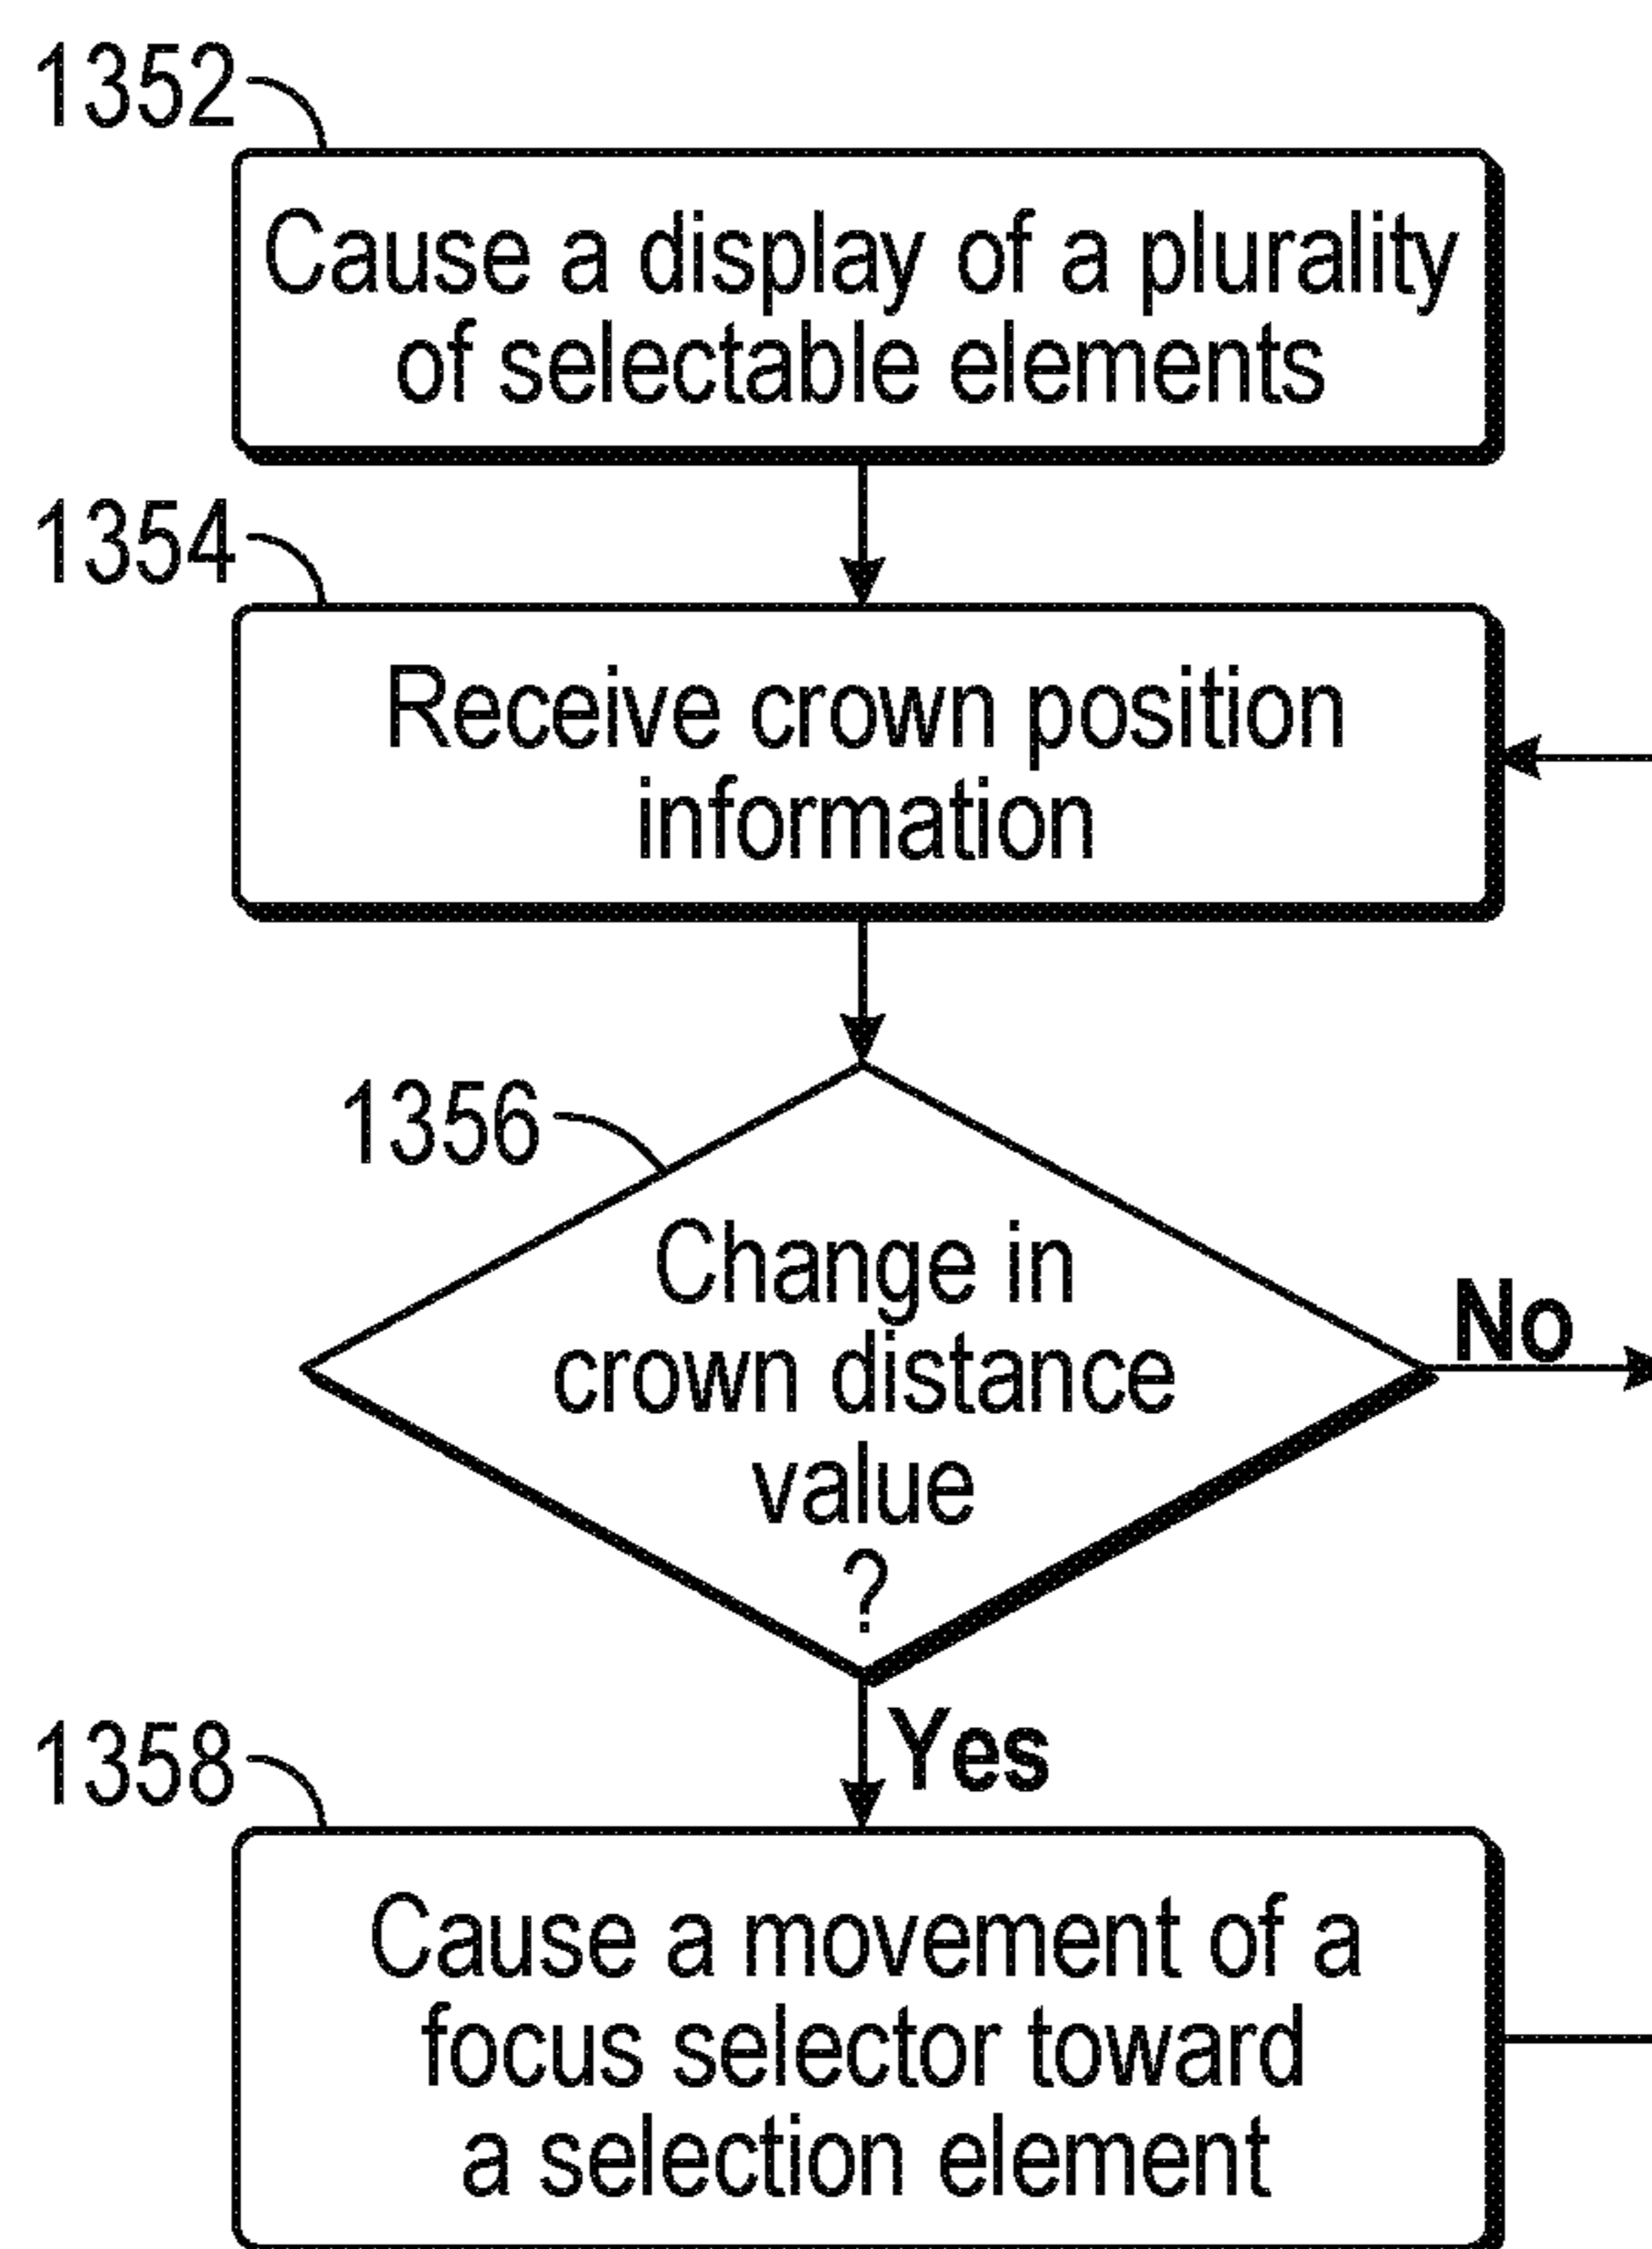 1352
Cause a display of a plurality
of selectable elements
1354
Receive crown position
information
1356
Change in
crown distance
value
?
No
Yes
1358
Cause a movement of a
focus selector toward
a selection element